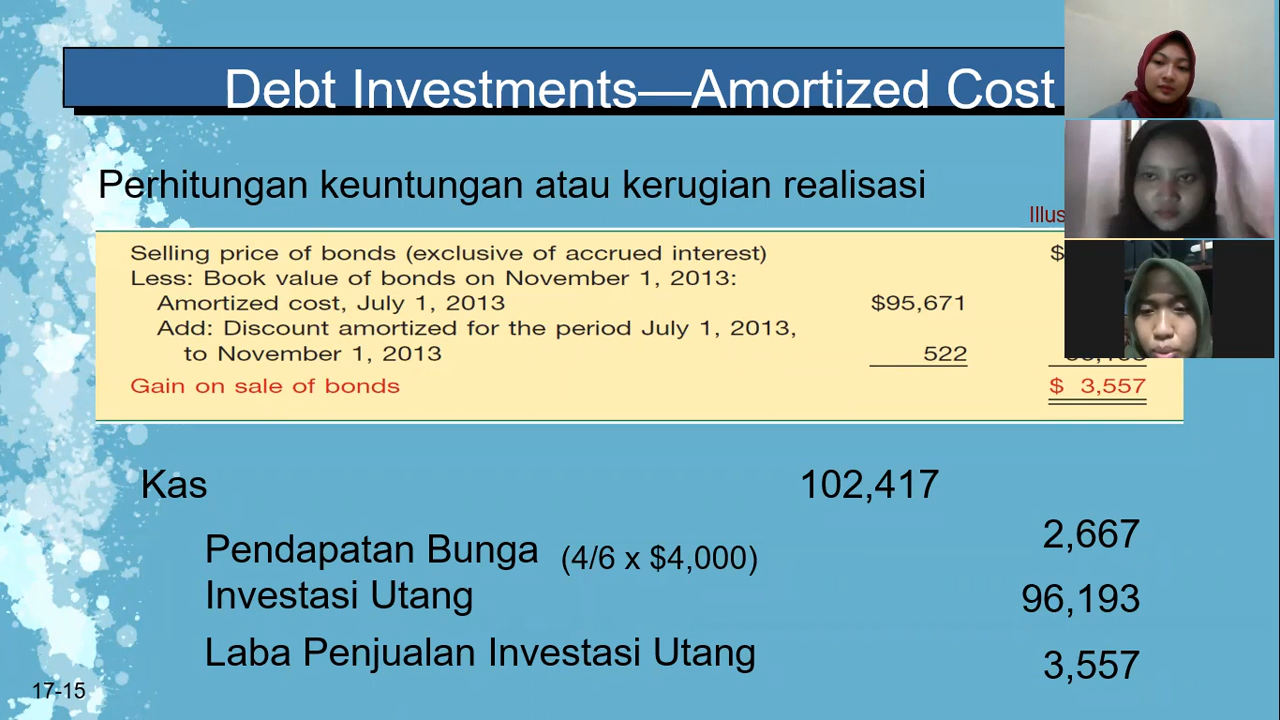 Debt Investments—Amortized Cost
Perhitungan keuntungan atau kerugian realisasi
Selling price of bonds (exclusive of accrued interest) $
Less: Book value of bonds on November 1, 2013:
Amortized cost, July 1, 2013 $95,671
Add: Discount amortized for the period July 1, 2013,
to November 1, 2013 522
Gain on sale of bonds $ 3,557
Kas 102,417
Pendapatan Bunga (4/6 x $4,000) 2,667
Investasi Utang 96,193
Laba Penjualan Investasi Utang 3,557
17-15